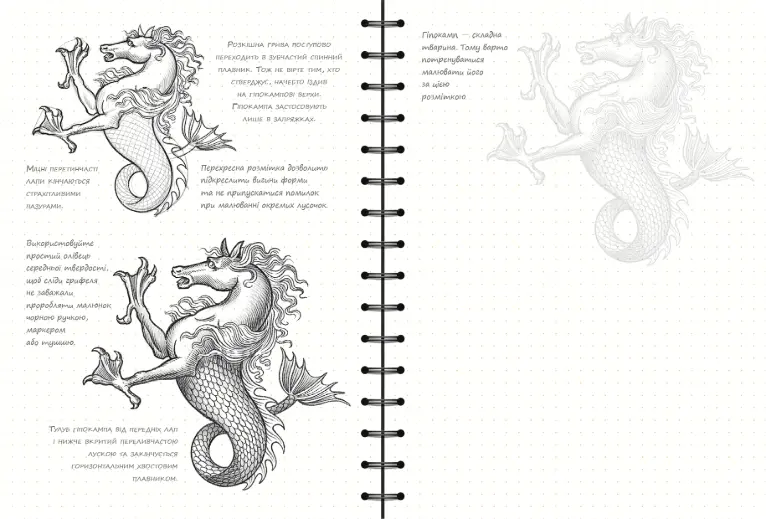 Розкішна грива поступово
переходить в зубчастий спинний
плавник. Тож не вірте тим, хто
стверджує, начебто їздив
на гіпокампові верхи.
Гіпокампа застосовують
лише в запряжках.
Міцні перетинчасті
лапи кінчаються
страхітливими
пазурами.
Перехресна розмітка дозволить
підкреслити вигини форми
та не припускатися помилок
при малюванні окремих лусочок.
Використовуйте
простий олівець
середньої твердості,
щоб сліди грифеля
не заважали
проробляти малюнок
чорною ручкою,
маркером
або тушшю.
Тулуб гіпокампа від передніх лап
і нижче вкритий переливчастою
лускою та закінчується
горизонтальним хвостовим
плавником.
Гіпокамп — складна
тварина. Тому варто
потренуватися
малювати його
за цією
розміткою